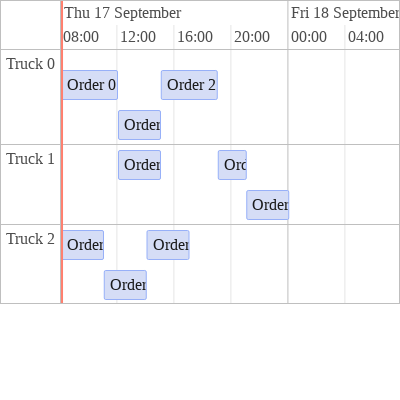 Thu 17 September
Fri 18 September
08:00 12:00 16:00 20:00 00:00 04:00
Truck 0
Order 0
Order 2
Order
Truck 1
Order
Order
Truck 2
Order
Order
Order